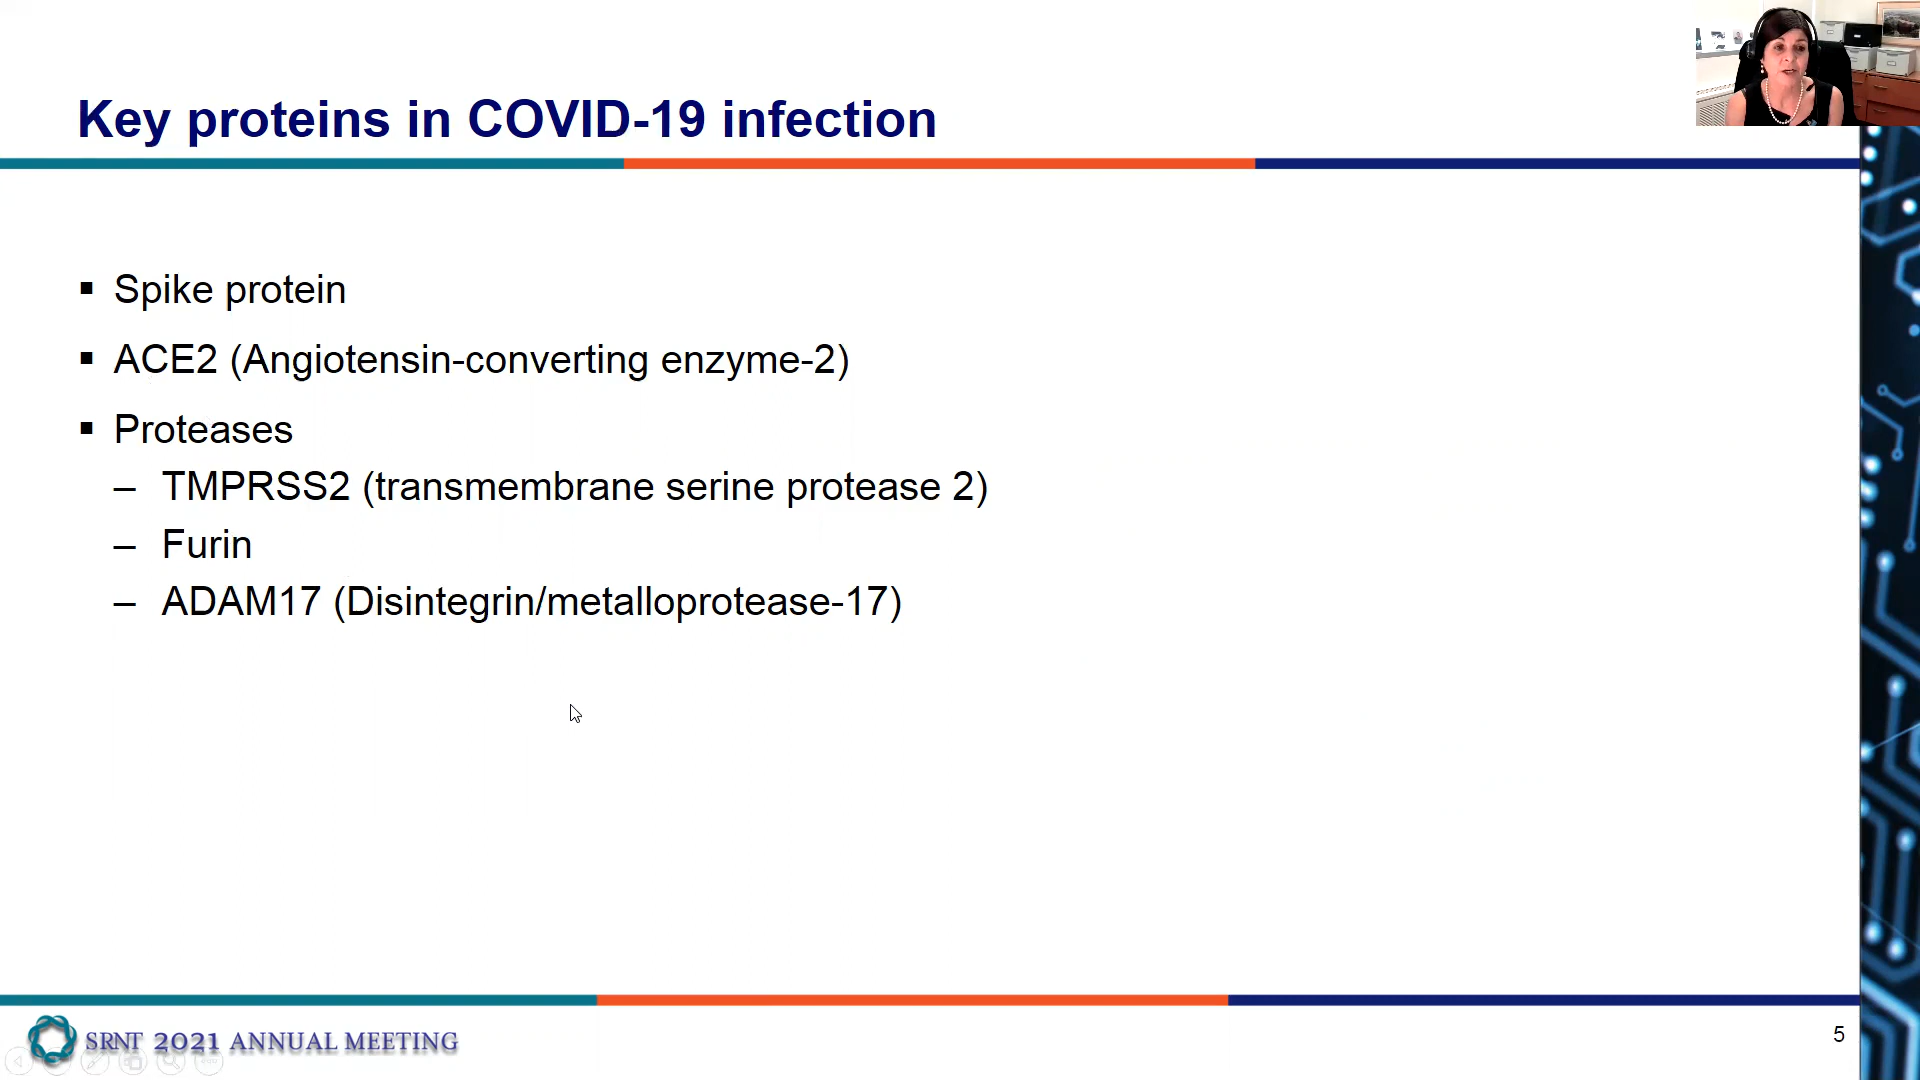 Key proteins in COVID-19 infection
▪ Spike protein
▪ ACE2 (Angiotensin-converting enzyme-2)
▪ Proteases
– TMPRSS2 (transmembrane serine protease 2)
– Furin
– ADAM17 (Disintegrin/metalloprotease-17)
SRNT 2021 ANNUAL MEETING
5